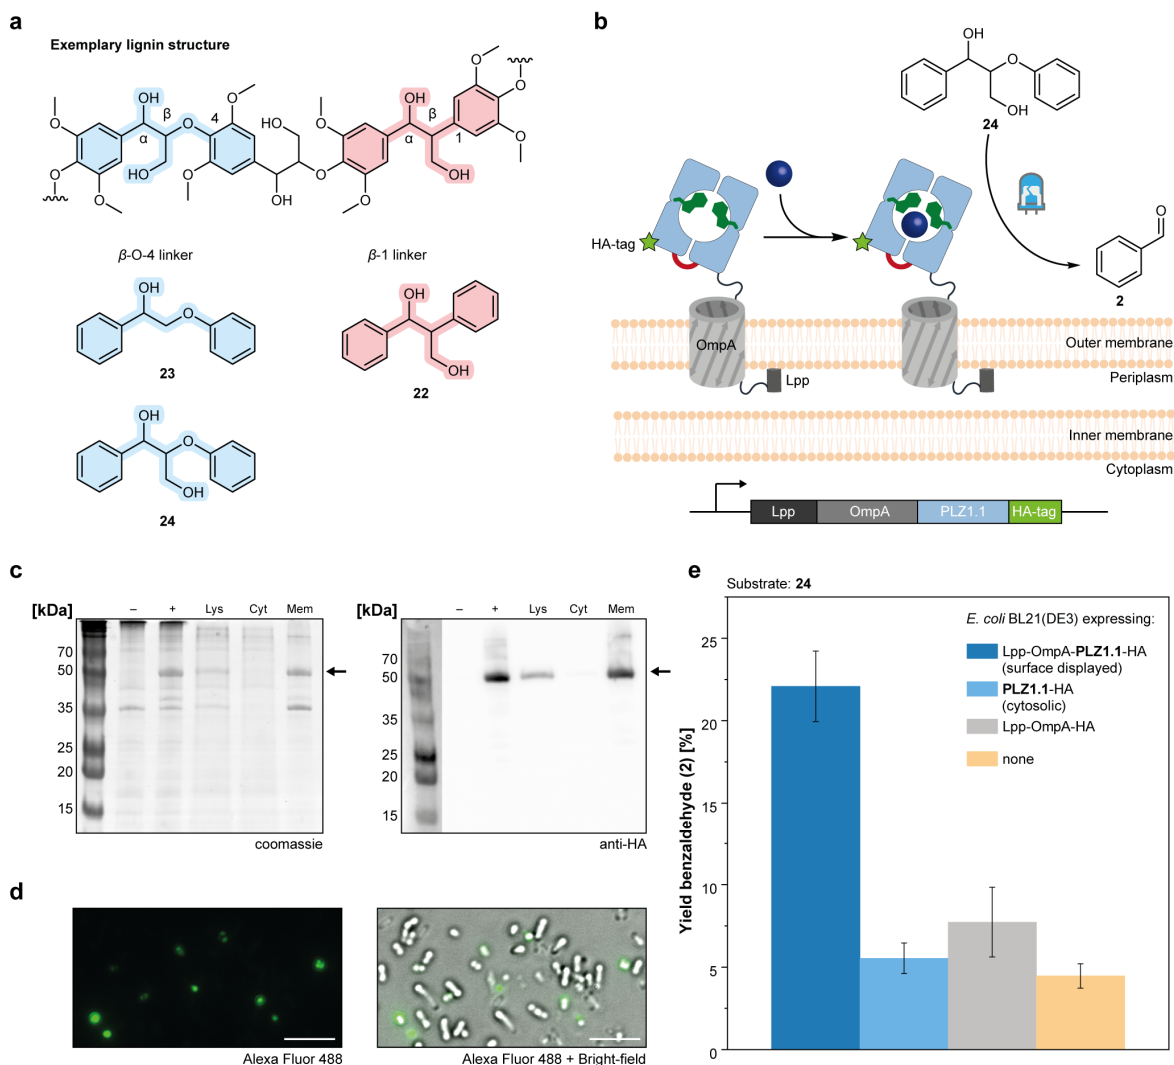 a
Exemplary lignin structure
OH
β
α
O
4
O
O
HO
O
O
O
HO
OH
O
O
O
OH
β
α
1
OH
O
O
O
β-O-4 linker
β-1 linker
OH
O
23
OH
OH
22
OH
O
OH
24
b
OH
O
OH
24
HA-tag
O
2
OmpA
Outer membrane
Lpp
Periplasm
Inner membrane
Cytoplasm
Lpp OmpA PLZ1.1 HA-tag
c
[kDa] – + Lys Cyt Mem
70
50
35
25
20
15
coomassie
[kDa] – + Lys Cyt Mem
70
50
35
25
20
15
anti-HA
d
Alexa Fluor 488
Alexa Fluor 488 + Bright-field
e
Substrate: 24
Yield benzaldehyde (2) [%]
25
20
15
10
5
0
E. coli BL21(DE3) expressing:
Lpp-OmpA-PLZ1.1-HA
(surface displayed)
PLZ1.1-HA
(cytosolic)
Lpp-OmpA-HA
none